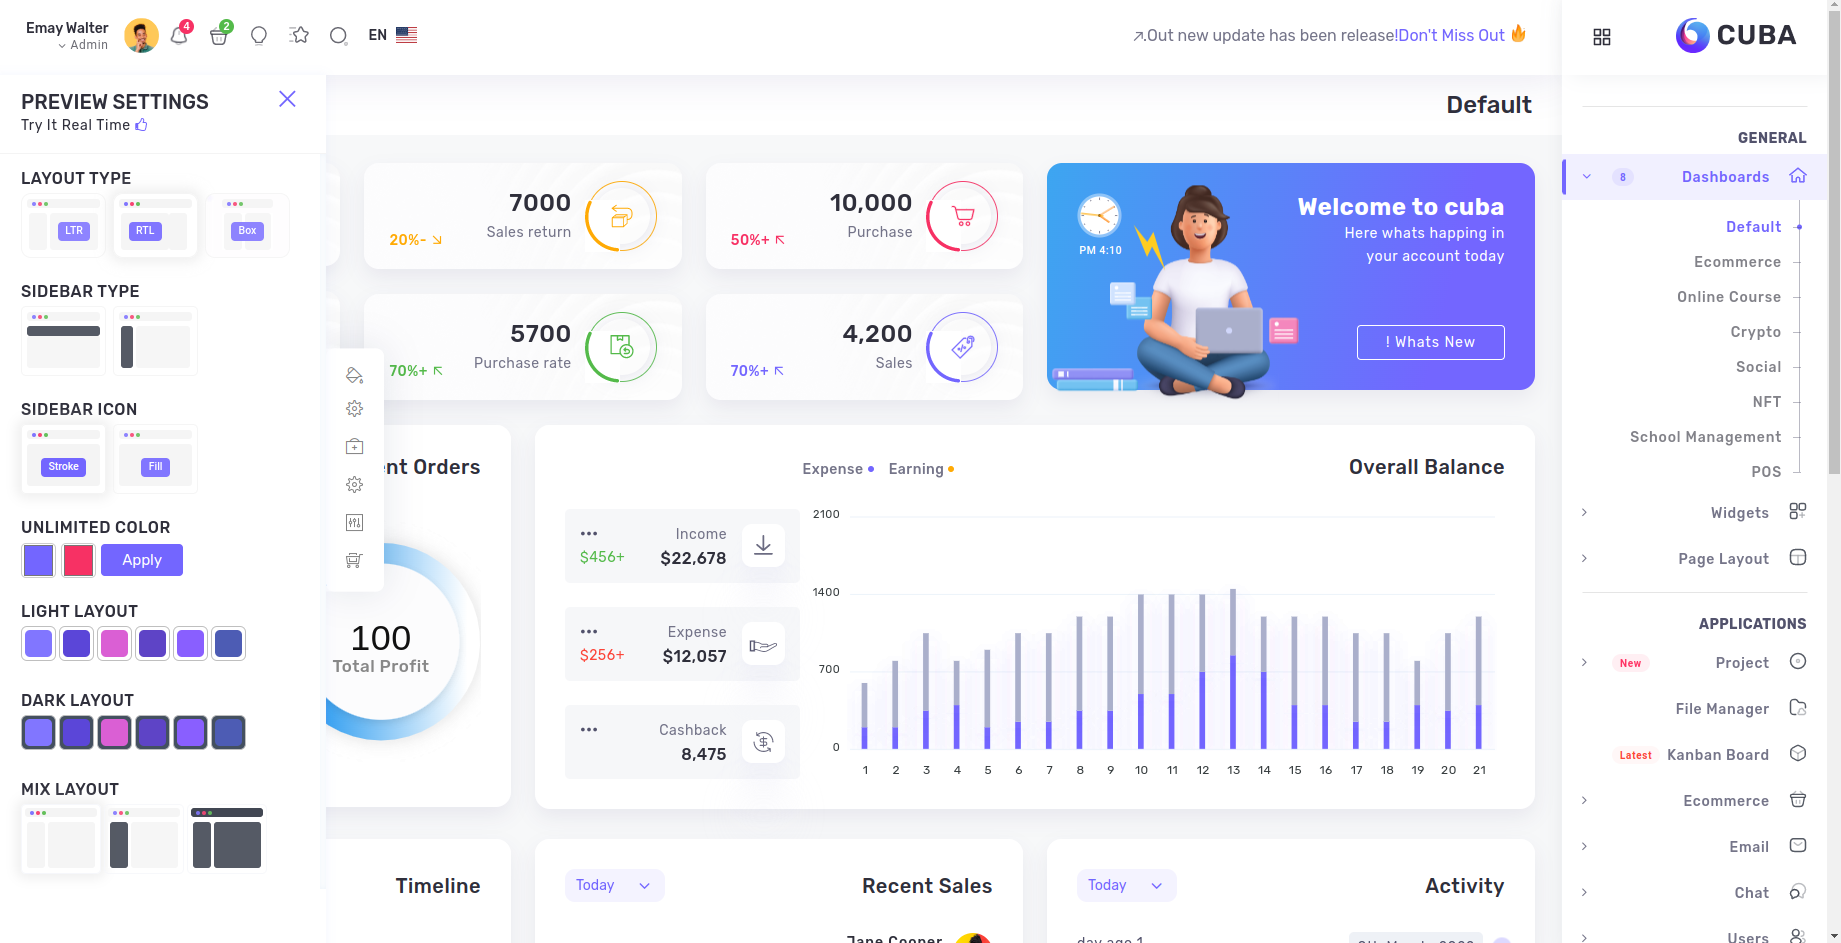 Emay Walter
Admin
4
2
EN
.Out new update has been release!Don't Miss Out
CUBA
PREVIEW SETTINGS
Try It Real Time
LAYOUT TYPE
LTR
RTL
Box
SIDEBAR TYPE
SIDEBAR ICON
Stroke
Fill
UNLIMITED COLOR
Apply
LIGHT LAYOUT
DARK LAYOUT
MIX LAYOUT
Default
7000
Sales return
20%-
10,000
Purchase
50%+
5700
Purchase rate
70%+
4,200
Sales
70%+
PM 4:10
Welcome to cuba
Here whats happing in
your account today
! Whats New
nt Orders
100
Total Profit
Expense
Earning
Overall Balance
Income
$456+
$22,678
Expense
$256+
$12,057
Cashback
8,475
2100
1400
700
0
1 2 3 4 5 6 7 8 9 10 11 12 13 14 15 16 17 18 19 20 21
Timeline
Today
Recent Sales
Jane Cooper
Today
Activity
day ago 1
GENERAL
8
Dashboards
Default
Ecommerce
Online Course
Crypto
Social
NFT
School Management
POS
Widgets
Page Layout
APPLICATIONS
New
Project
File Manager
Latest
Kanban Board
Ecommerce
Email
Chat
Users